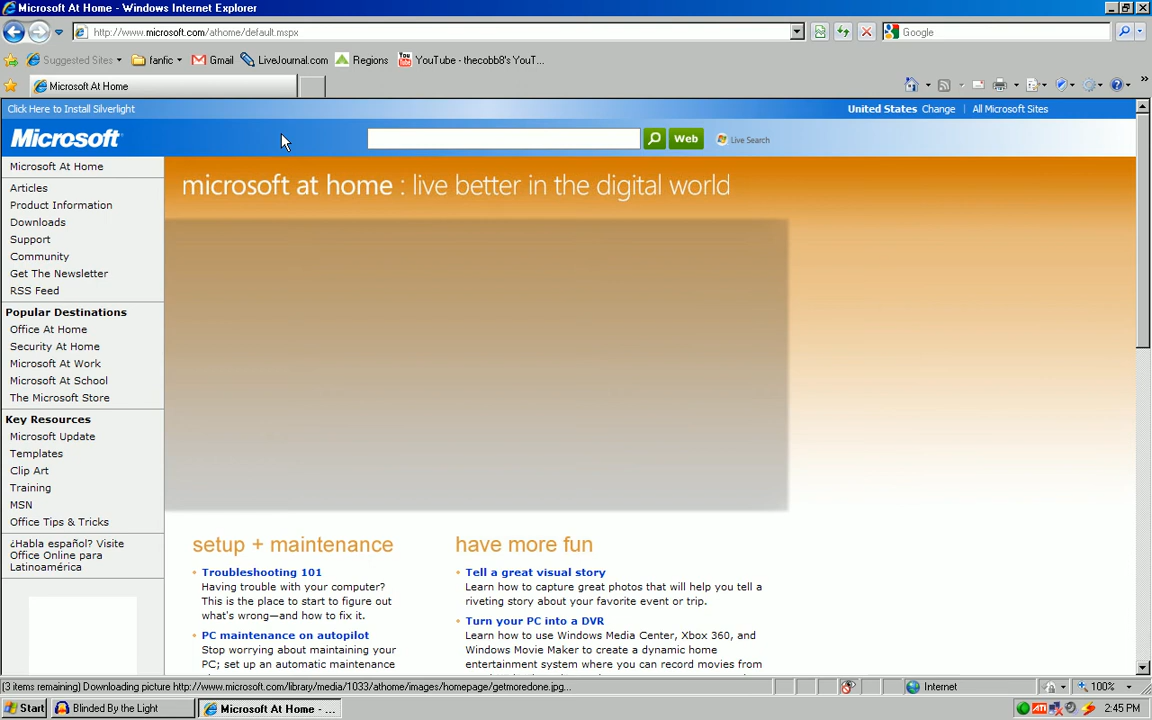 Microsoft At Home - Windows Internet Explorer
http://www.microsoft.com/athome/default.mspx
Google
Suggested Sites
fanfic
Gmail
LiveJournal.com
Regions
YouTube - thecobb8's YouT...
Microsoft At Home
Click Here to Install Silverlight
United States Change | All Microsoft Sites
Microsoft
Web
Live Search
Microsoft At Home
Articles
Product Information
Downloads
Support
Community
Get The Newsletter
RSS Feed
Popular Destinations
Office At Home
Security At Home
Microsoft At Work
Microsoft At School
The Microsoft Store
Key Resources
Microsoft Update
Templates
Clip Art
Training
MSN
Office Tips & Tricks
¿Habla español? Visite
Office Online para
Latinoamérica
microsoft at home : live better in the digital world
setup + maintenance
Troubleshooting 101
Having trouble with your computer?
This is the place to start to figure out
what's wrong—and how to fix it.
PC maintenance on autopilot
Stop worrying about maintaining your
PC; set up an automatic maintenance
have more fun
Tell a great visual story
Learn how to capture great photos that will help you tell a
riveting story about your favorite event or trip.
Turn your PC into a DVR
Learn how to use Windows Media Center, Xbox 360, and
Windows Movie Maker to create a dynamic home
entertainment system where you can record movies from
(3 items remaining) Downloading picture http://www.microsoft.com/library/media/1033/athome/images/homepage/getmoredone.jpg...
Internet
100%
Start
Blinded By the Light
Microsoft At Home - ...
ATI
2:45 PM